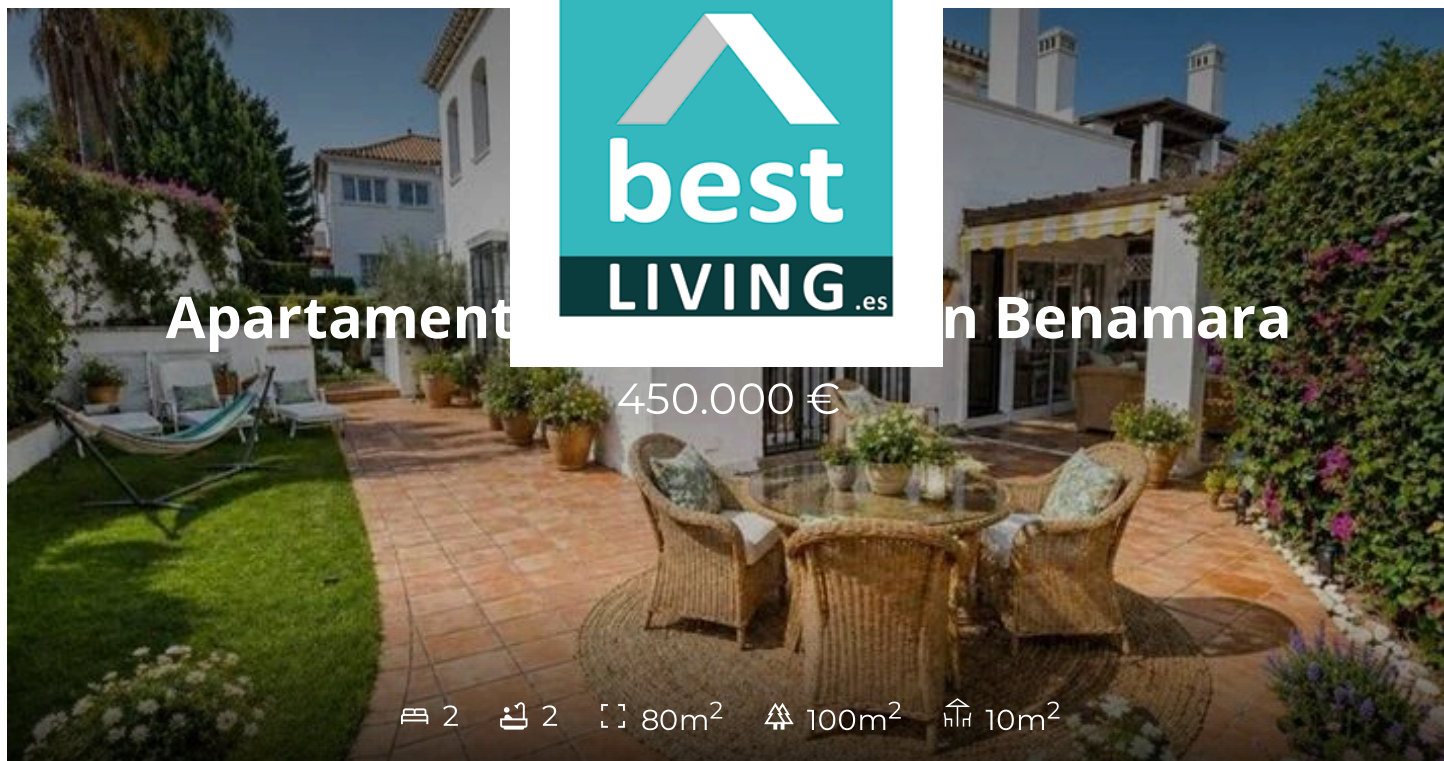 best
LIVING.es
Apartament n Benamara
450.000 €
2 2 80m² 100m² 10m²